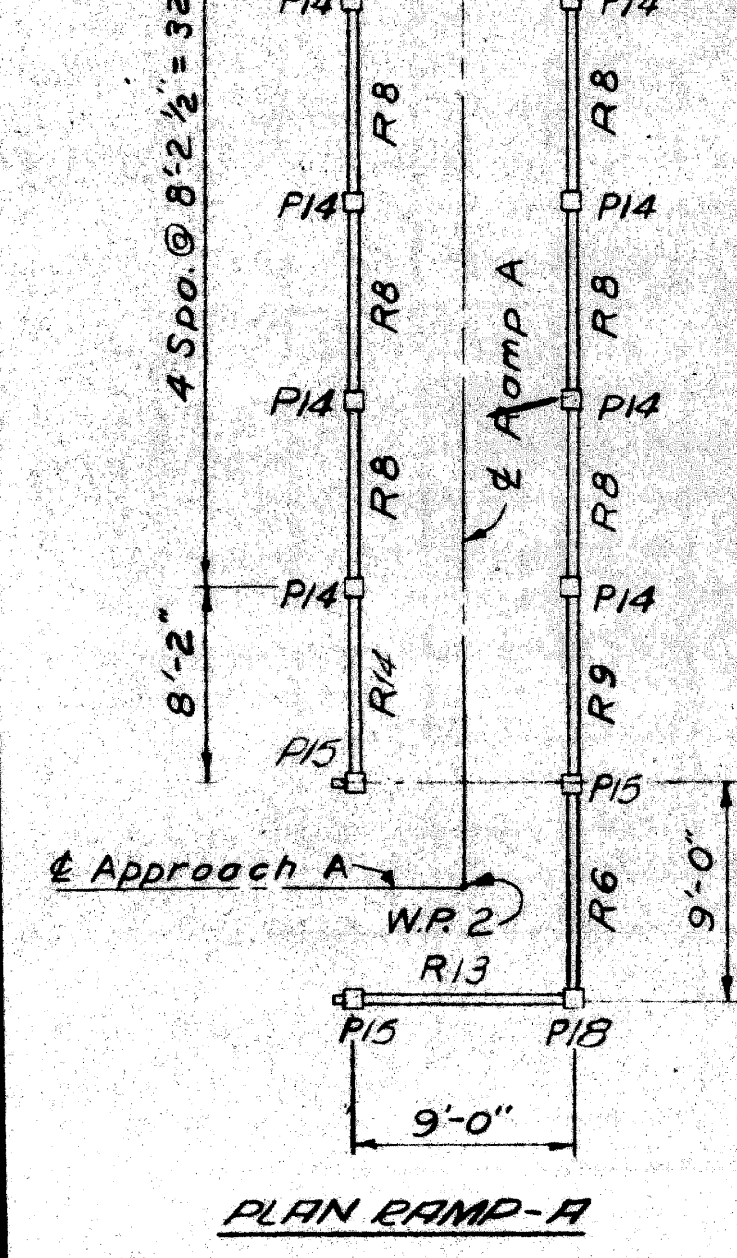 P14 P14
4 Spa. @ 8'-2 ½" = 32
R8 R8
P14 P14
R8 R8
℄ Ramp A
P14 P14
R8 R8
P14 P14
8'-2"
R14 R9
P15 P15
℄ Approach A
W.P. 2
R6
9'-0"
R13
P15 P18
9'-0"
PLAN RAMP-A